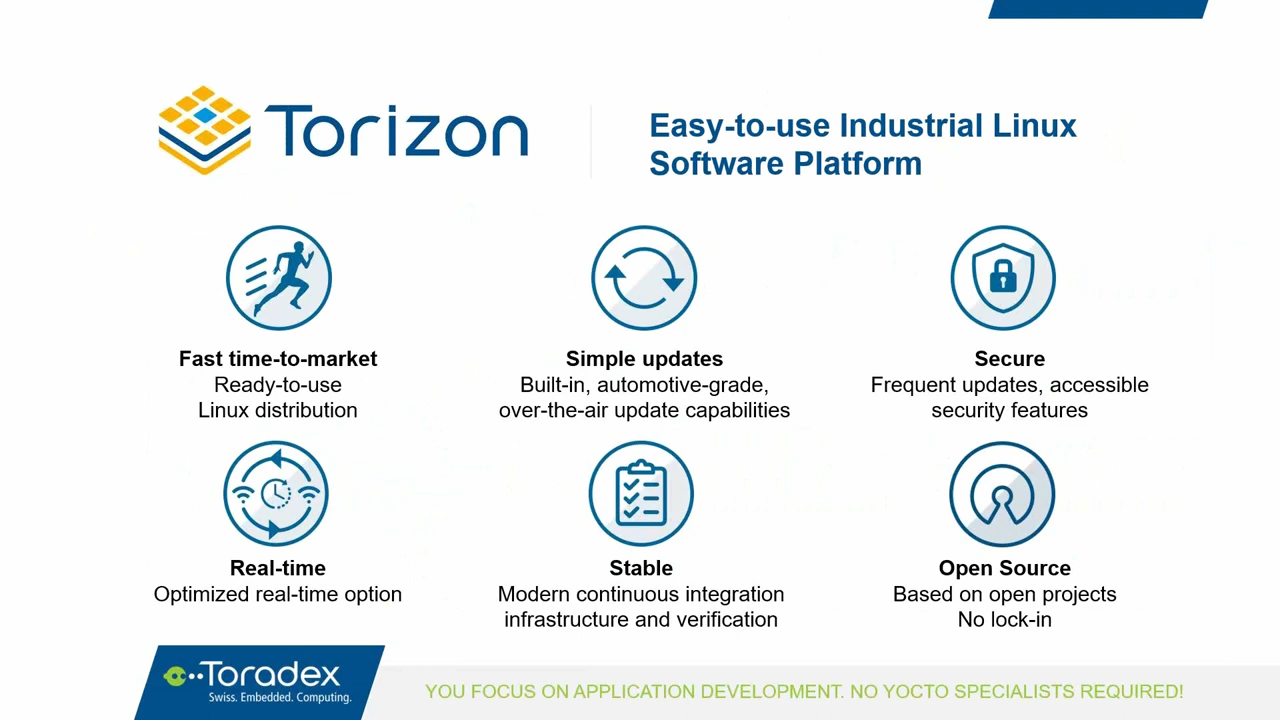 Torizon
Easy-to-use Industrial Linux
Software Platform
Fast time-to-market
Ready-to-use
Linux distribution
Simple updates
Built-in, automotive-grade,
over-the-air update capabilities
Secure
Frequent updates, accessible
security features
Real-time
Optimized real-time option
Stable
Modern continuous integration
infrastructure and verification
Open Source
Based on open projects
No lock-in
Toradex
Swiss. Embedded. Computing.
YOU FOCUS ON APPLICATION DEVELOPMENT. NO YOCTO SPECIALISTS REQUIRED!